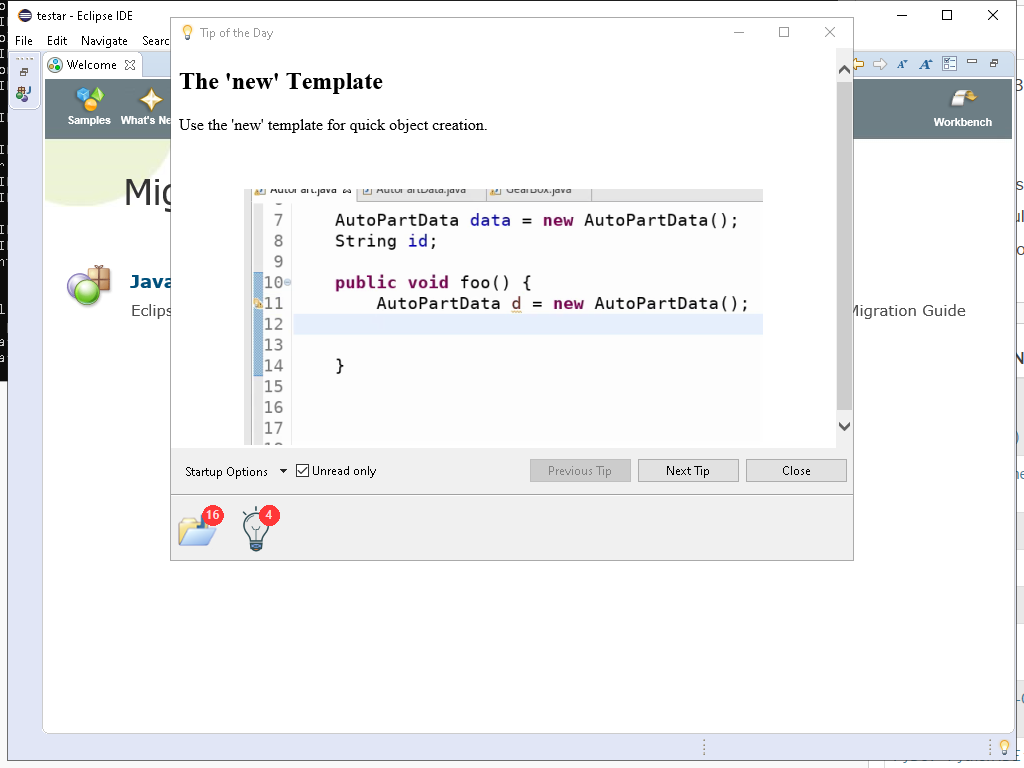 testar - Eclipse IDE
File Edit Navigate Searc
Tip of the Day
Welcome
Samples
What's Ne
Workbench
The 'new' Template
Use the 'new' template for quick object creation.
Mig
Java
Eclips
Migration Guide
AutoPart.java AutoPartData.java GearBox.java
7 AutoPartData data = new AutoPartData();
8 String id;
9
10 public void foo() {
11 AutoPartData d = new AutoPartData();
12
13
14 }
15
16
17
Startup Options Unread only Previous Tip Next Tip Close
16 4